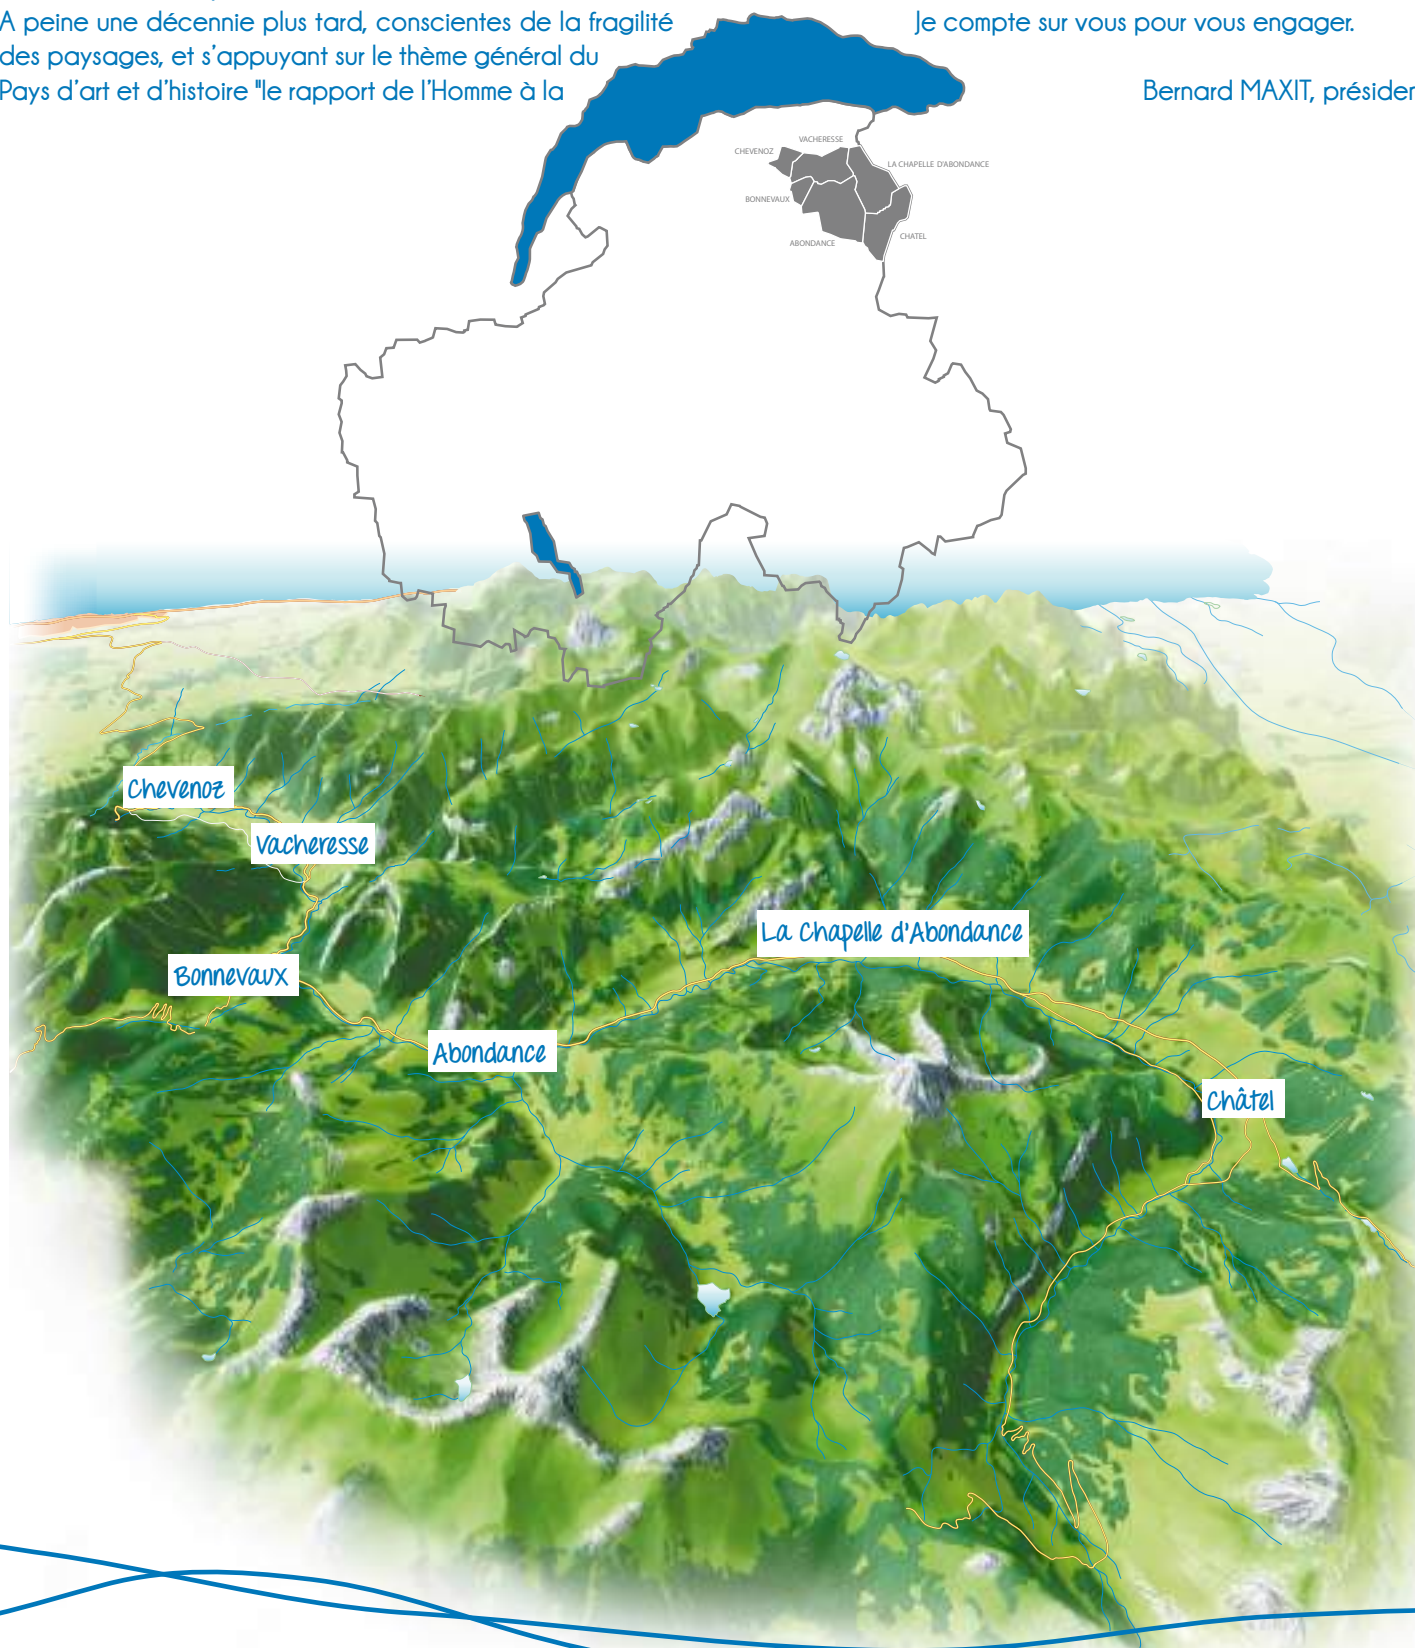 A peine une décennie plus tard, conscientes de la fragilité
des paysages, et s'appuyant sur le thème général du
Pays d'art et d'histoire "le rapport de l'Homme à la
Je compte sur vous pour vous engager.
Bernard MAXIT, présiden
VACHERESSE
CHEVENOZ
LA CHAPELLE D'ABONDANCE
BONNEVAUX
CHATEL
ABONDANCE
Chevenoz
Vacheresse
La Chapelle d'Abondance
Bonnevaux
Abondance
Châtel